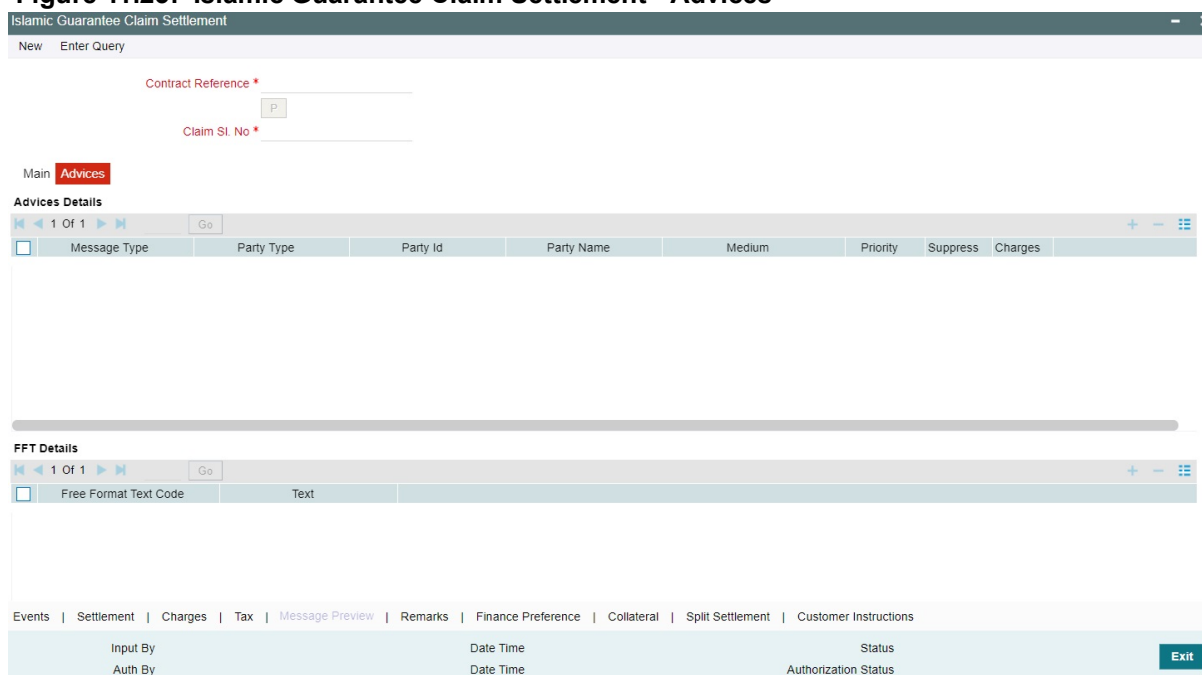 Figure 11.23: Islamic Guarantee Claim Settlement - Advices
Islamic Guarantee Claim Settlement
New Enter Query
Contract Reference *
P
Claim Sl. No *
Main Advices
Advices Details
1 Of 1 Go
Message Type Party Type Party Id Party Name Medium Priority Suppress Charges
FFT Details
1 Of 1 Go
Free Format Text Code Text
Events | Settlement | Charges | Tax | Message Preview | Remarks | Finance Preference | Collateral | Split Settlement | Customer Instructions
Input By Date Time Status
Auth By Date Time Authorization Status
Exit